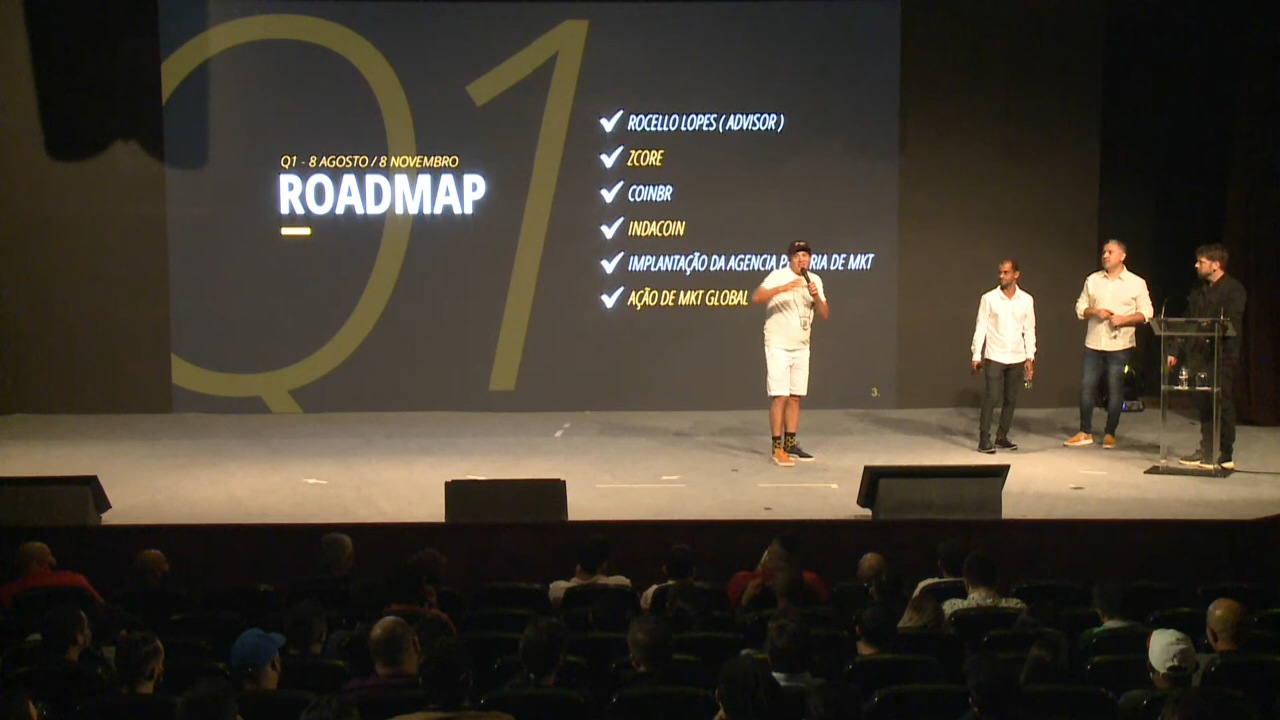 Q1
Q1 - 8 AGOSTO / 8 NOVEMBRO
ROADMAP
ROCELLO LOPES ( ADVISOR )
ZCORE
COINBR
INDACOIN
IMPLANTAÇÃO DA AGENCIA DE MKT
AÇÃO DE MKT GLOBAL
3.